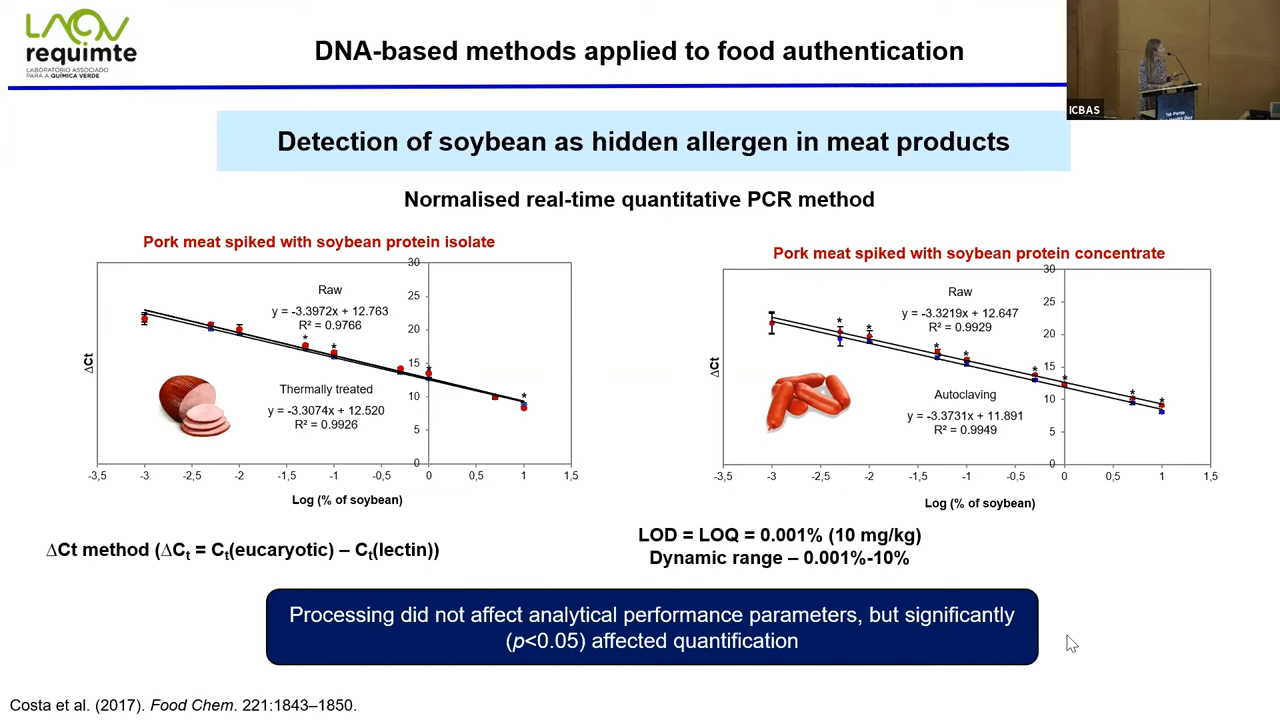 LAQV
requimte
LABORATÓRIO ASSOCIADO
PARA A QUÍMICA VERDE
DNA-based methods applied to food authentication
ICBAS
1st Porto
Detection of soybean as hidden allergen in meat products
Normalised real-time quantitative PCR method
Pork meat spiked with soybean protein isolate
30
25
20
15
10
5
0
Raw
y = -3.3972x + 12.763
R² = 0.9766
* * * *
Thermally treated
y = -3.3074x + 12.520
R² = 0.9926
ΔCt
-3,5 -3 -2,5 -2 -1,5 -1 -0,5 0 0,5 1 1,5
Log (% of soybean)
Pork meat spiked with soybean protein concentrate
30
25
20
15
10
5
0
Raw
y = -3.3219x + 12.647
R² = 0.9929
* * * * * * *
Autoclaving
y = -3.3731x + 11.891
R² = 0.9949
ΔCt
-3,5 -3 -2,5 -2 -1,5 -1 -0,5 0 0,5 1 1,5
Log (% of soybean)
ΔCt method (ΔCt = Ct(eucaryotic) – Ct(lectin))
LOD = LOQ = 0.001% (10 mg/kg)
Dynamic range – 0.001%-10%
Processing did not affect analytical performance parameters, but significantly
(p<0.05) affected quantification
Costa et al. (2017). Food Chem. 221:1843–1850.